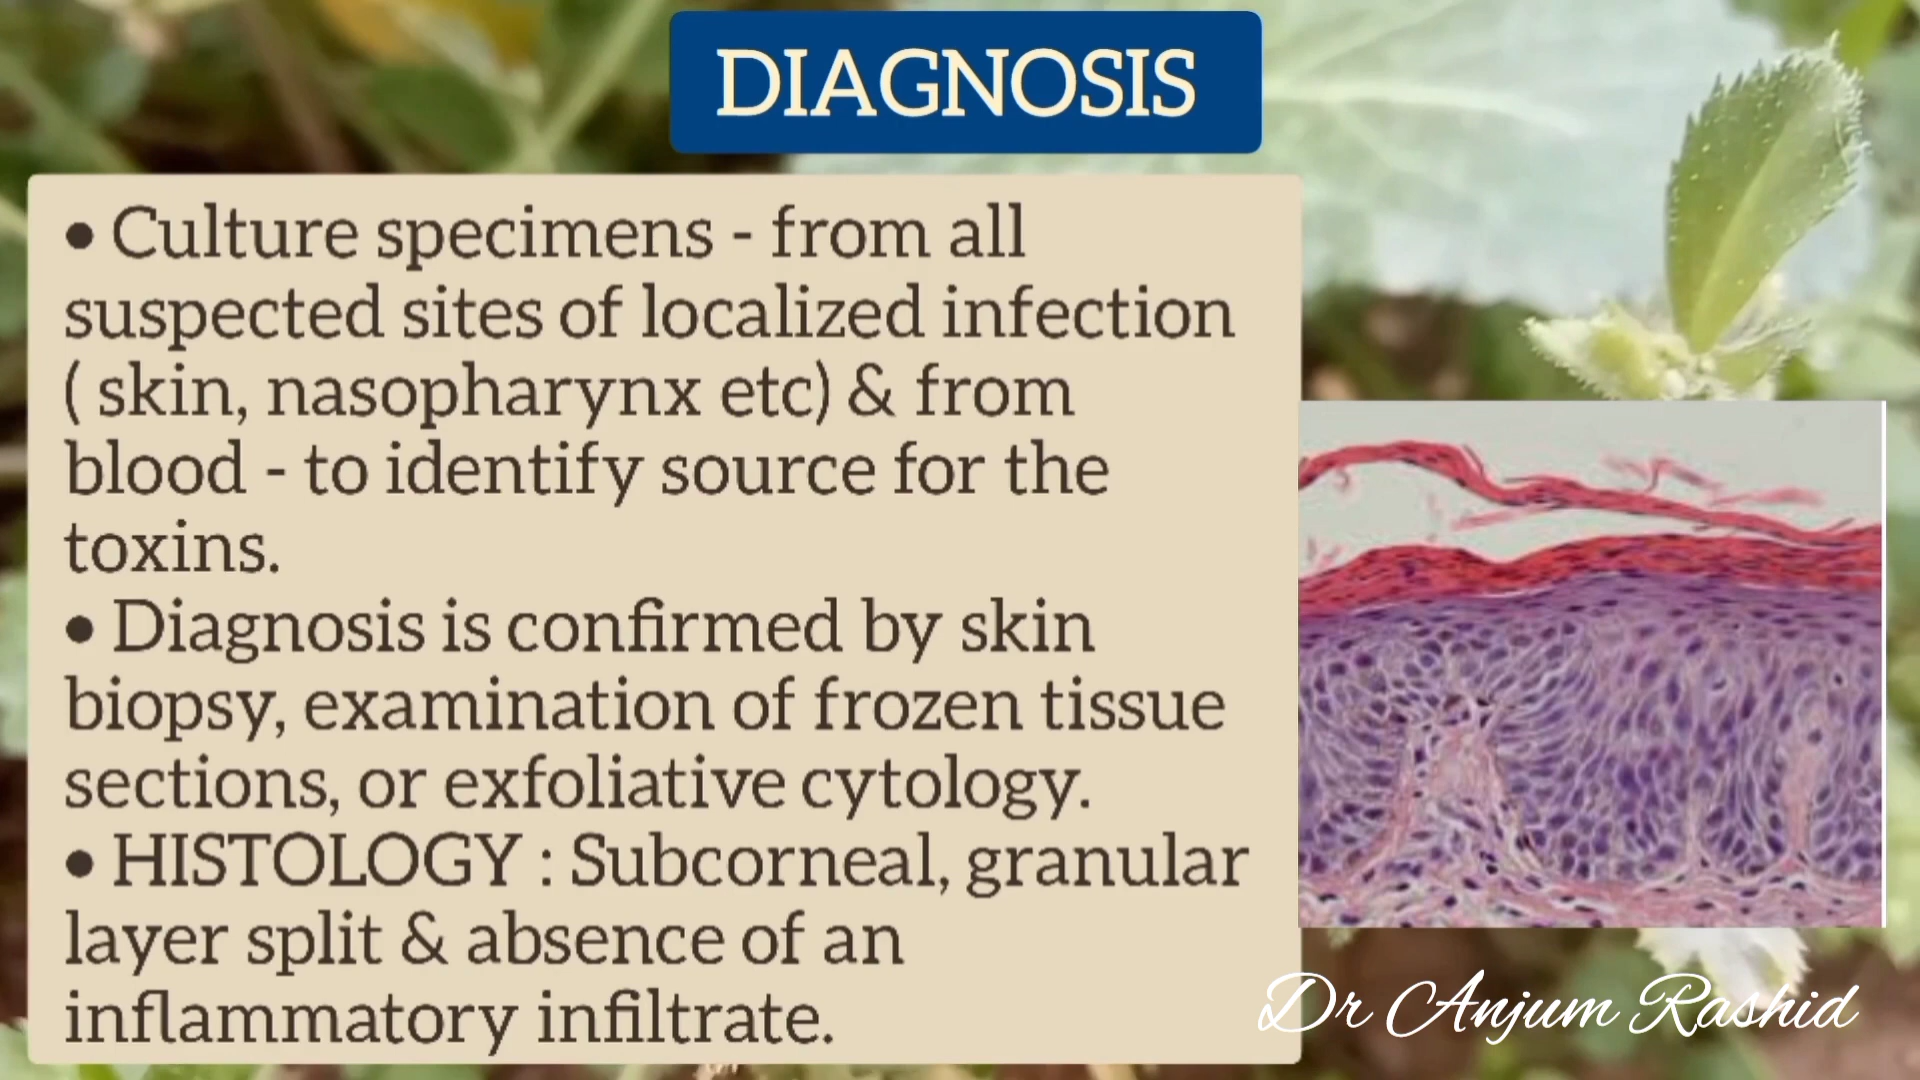 DIAGNOSIS
• Culture specimens - from all
suspected sites of localized infection
( skin, nasopharynx etc) & from
blood - to identify source for the
toxins.
• Diagnosis is confirmed by skin
biopsy, examination of frozen tissue
sections, or exfoliative cytology.
• HISTOLOGY : Subcorneal, granular
layer split & absence of an
inflammatory infiltrate.
Dr Anjum Rashid